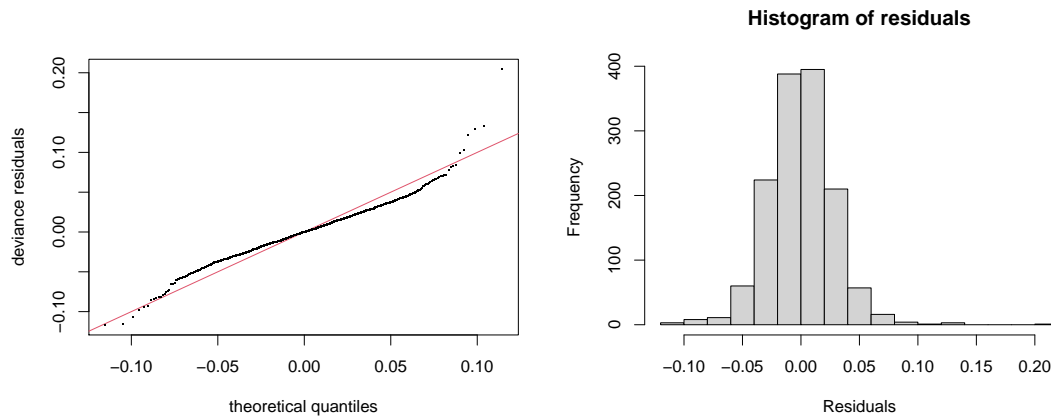 Histogram of residuals
deviance residuals
−0.10 0.00 0.10 0.20
−0.10 −0.05 0.00 0.05 0.10
theoretical quantiles
Frequency
0 100 200 300 400
−0.10 −0.05 0.00 0.05 0.10 0.15 0.20
Residuals